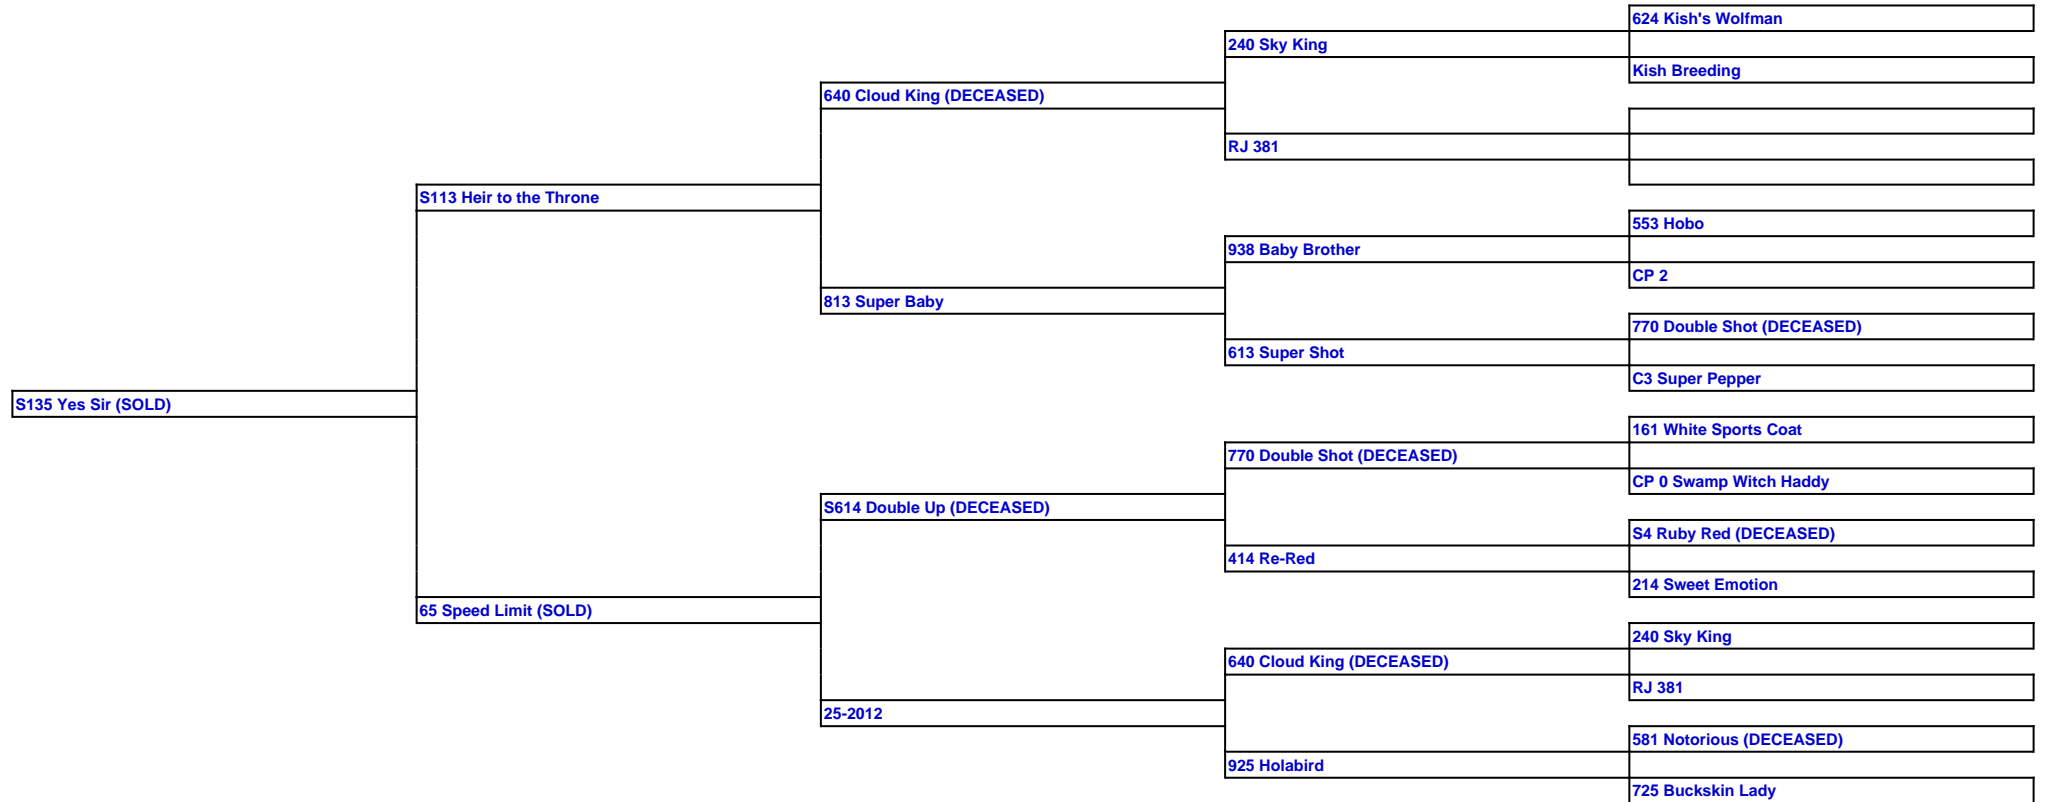 624 Kish's Wolfman
240 Sky King
Kish Breeding
640 Cloud King (DECEASED)
RJ 381
S113 Heir to the Throne
553 Hobo
938 Baby Brother
CP 2
813 Super Baby
770 Double Shot (DECEASED)
613 Super Shot
C3 Super Pepper
S135 Yes Sir (SOLD)
161 White Sports Coat
770 Double Shot (DECEASED)
CP 0 Swamp Witch Haddy
S614 Double Up (DECEASED)
S4 Ruby Red (DECEASED)
414 Re-Red
214 Sweet Emotion
65 Speed Limit (SOLD)
240 Sky King
640 Cloud King (DECEASED)
RJ 381
25-2012
581 Notorious (DECEASED)
925 Holabird
725 Buckskin Lady